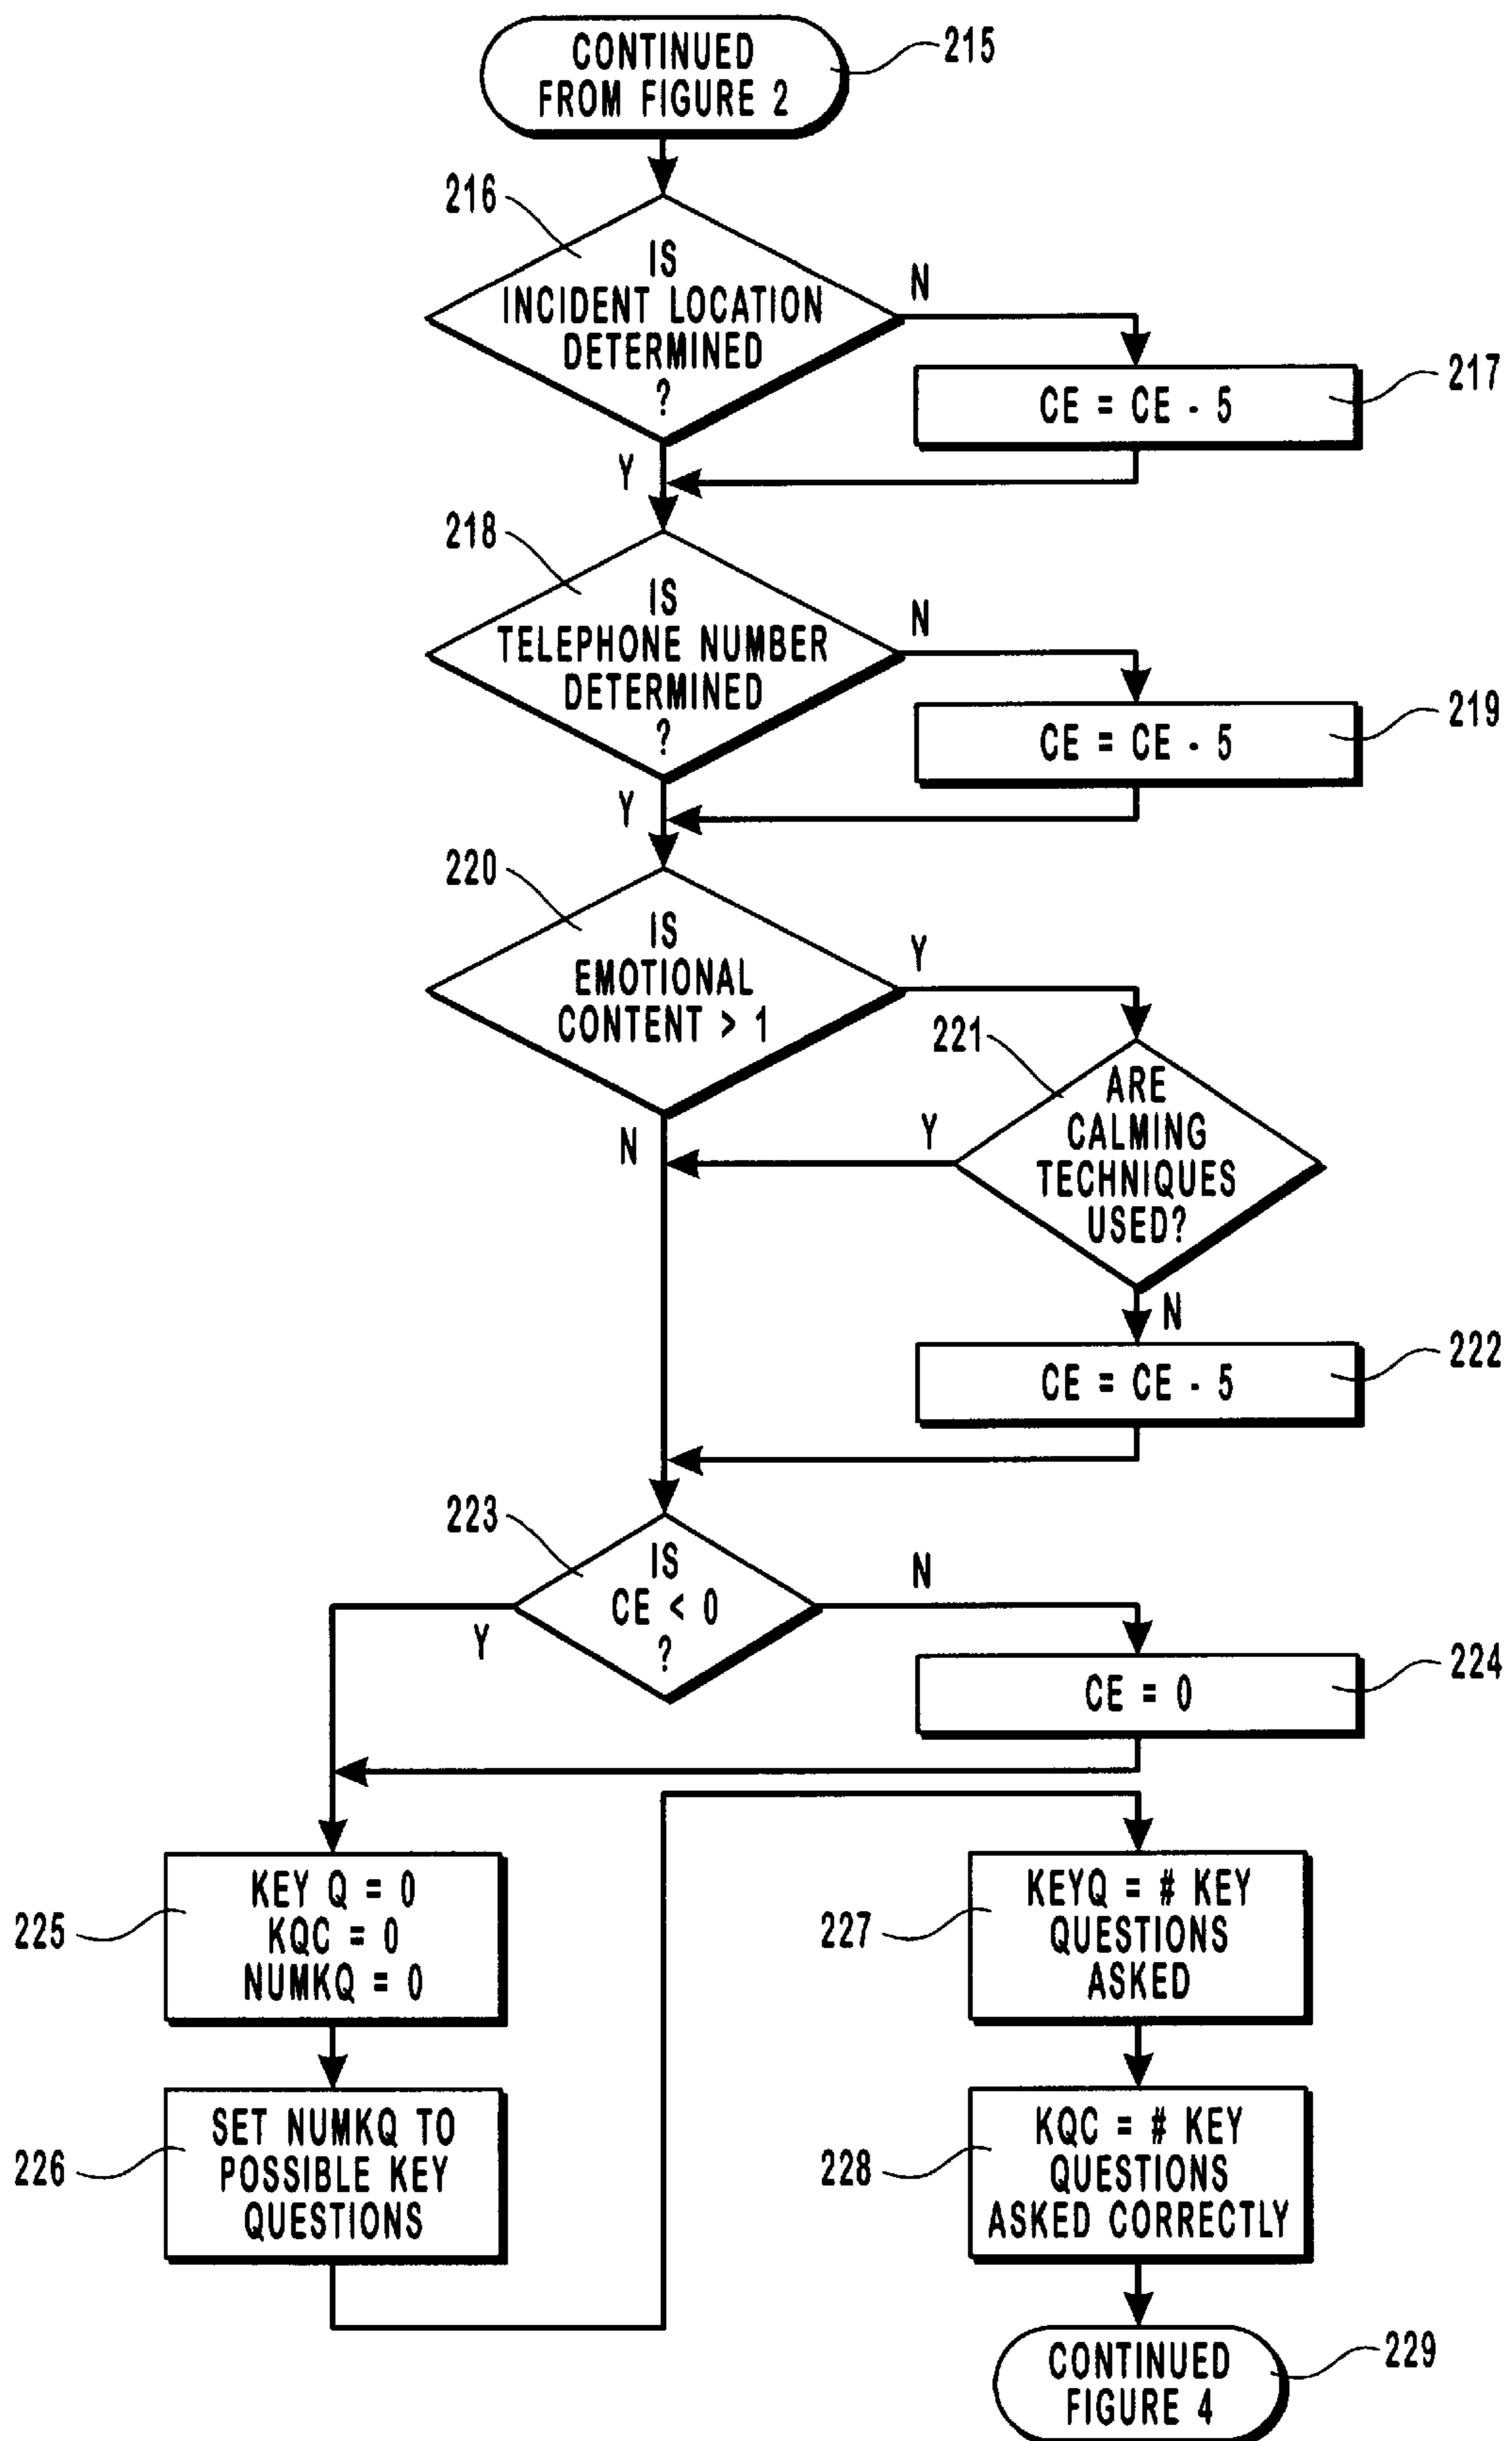 CONTINUED
FROM FIGURE 2
215
216
IS
INCIDENT LOCATION
DETERMINED
?
N
CE = CE - 5
217
Y
218
IS
TELEPHONE NUMBER
DETERMINED
?
N
CE = CE - 5
219
Y
220
IS
EMOTIONAL
CONTENT > 1
Y
221
ARE
CALMING
TECHNIQUES
USED?
Y
N
N
CE = CE - 5
222
223
IS
CE < 0
?
N
Y
CE = 0
224
KEY Q = 0
KQC = 0
NUMKQ = 0
225
SET NUMKQ TO
POSSIBLE KEY
QUESTIONS
226
KEYQ = # KEY
QUESTIONS
ASKED
227
KQC = # KEY
QUESTIONS
ASKED CORRECTLY
228
CONTINUED
FIGURE 4
229